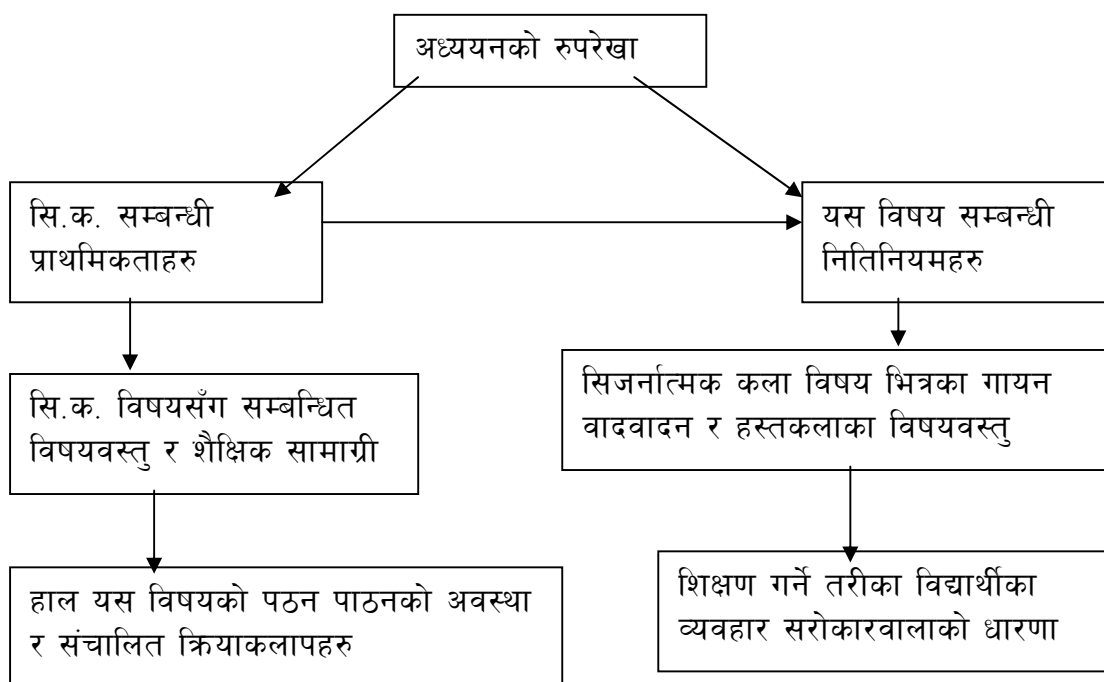 अध्ययनको रुपरेखा
सि.क. सम्बन्धी
प्राथमिकताहरु
यस विषय सम्बन्धी
नितिनियमहरु
सि.क. विषयसँग सम्बन्धित
विषयवस्तु र शैक्षिक सामाग्री
सिजर्नात्मक कला विषय भित्रका गायन
वादवादन र हस्तकलाका विषयवस्तु
हाल यस विषयको पठन पाठनको अवस्था
र संचालित क्रियाकलापहरु
शिक्षण गर्ने तरीका विद्यार्थीका
व्यवहार सरोकारवालाको धारणा